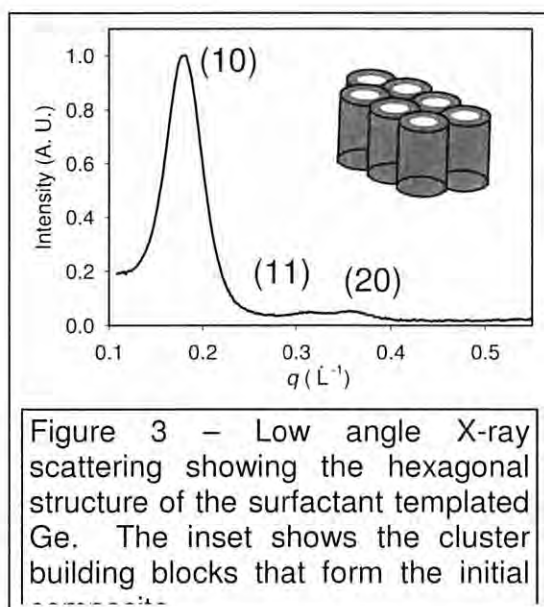 (10)
(11)
(20)
Intensity (A. U.)
1.0
0.8
0.6
0.4
0.2
0.0
0.1 0.2 0.3 0.4 0.5
q ( L⁻¹)
Figure 3 – Low angle X-ray
scattering showing the hexagonal
structure of the surfactant templated
Ge. The inset shows the cluster
building blocks that form the initial